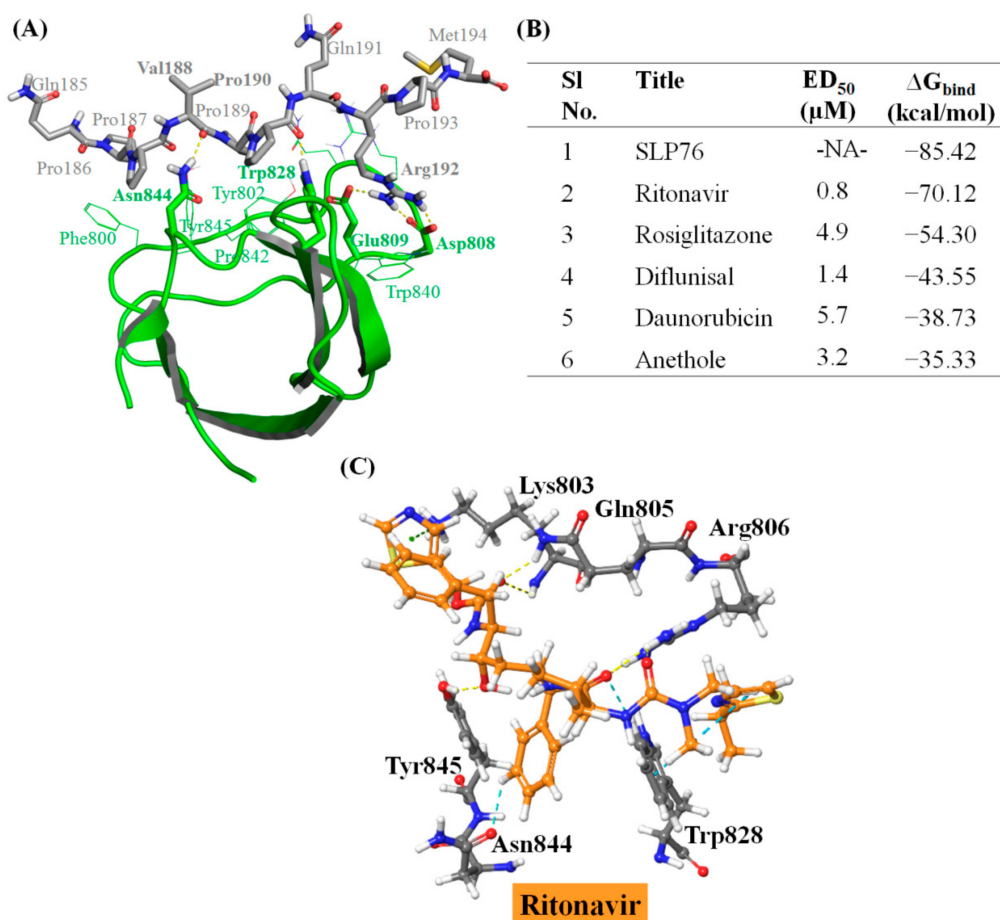 (A)
Gln185
Val188
Pro190
Gln191
Met194
Pro187
Pro189
Pro193
Pro186
Asn844
Trp828
Arg192
Phe800
Tyr802
Tyr845
Pro842
Glu809
Asp808
Trp840
(B)
Sl No. Title ED50 (μM) ΔGbind (kcal/mol)
1 SLP76 -NA- −85.42
2 Ritonavir 0.8 −70.12
3 Rosiglitazone 4.9 −54.30
4 Diflunisal 1.4 −43.55
5 Daunorubicin 5.7 −38.73
6 Anethole 3.2 −35.33
(C)
Lys803
Gln805
Arg806
Tyr845
Asn844
Trp828
Ritonavir